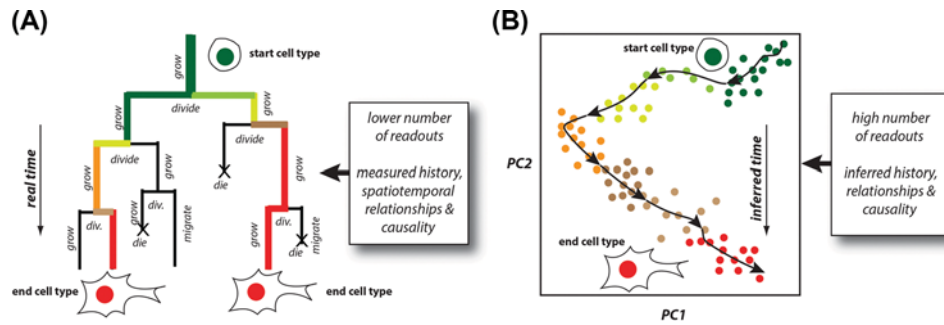 (A)
start cell type
grow
divide
grow
divide
divide
grow
grow
die
grow
real time
grow
div.
grow
die
migrate
div.
grow
die
migrate
end cell type
end cell type
lower number
of readouts
measured history,
spatiotemporal
relationships &
causality
(B)
start cell type
PC2
inferred time
end cell type
PC1
high number
of readouts
inferred history,
relationships &
causality